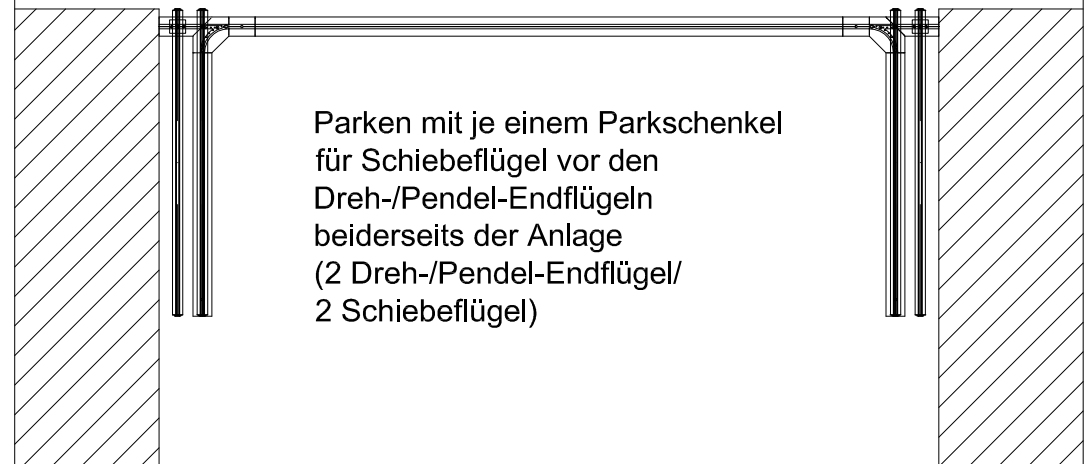 Parken mit je einem Parkschenkel
für Schiebeflügel vor den
Dreh-/Pendel-Endflügeln
beiderseits der Anlage
(2 Dreh-/Pendel-Endflügel/
2 Schiebeflügel)